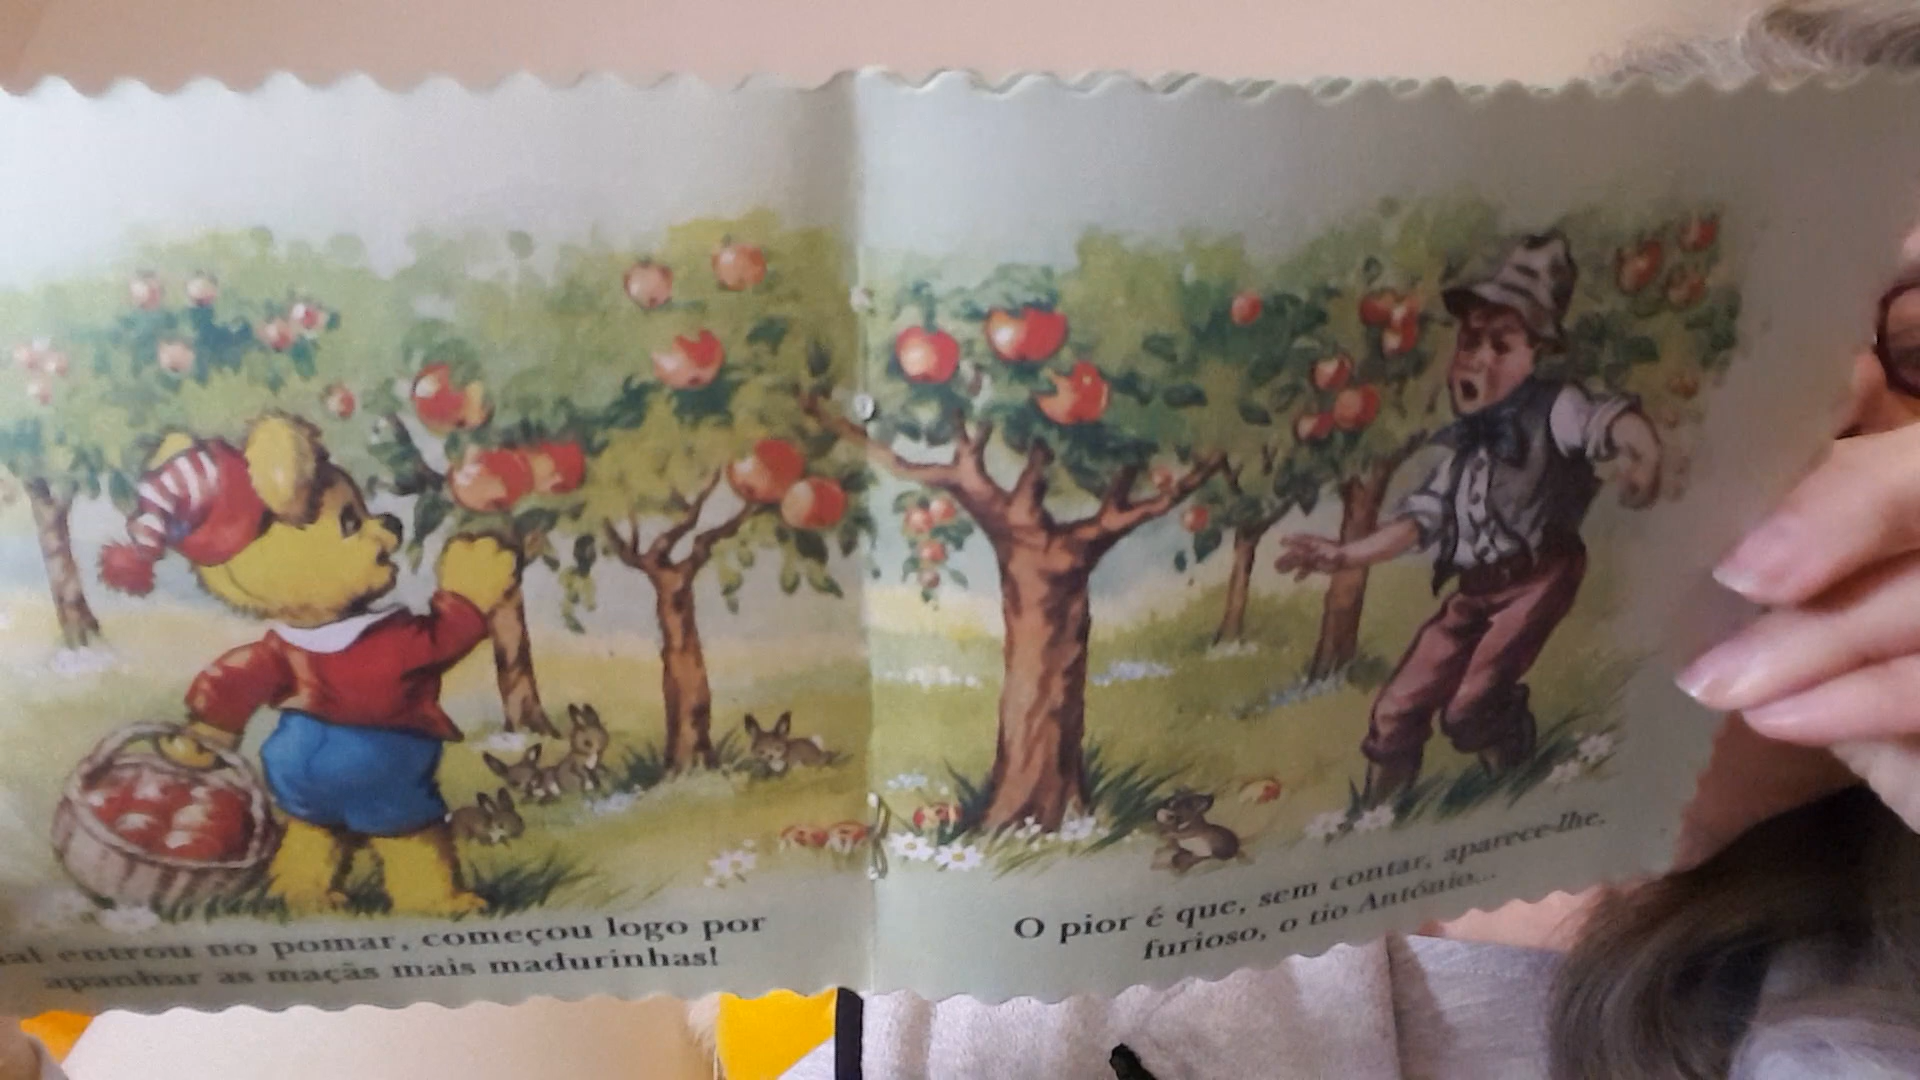 entrou no pomar, começou logo por
apanhar as maçãs mais madurinhas!
O pior é que, sem contar, aparece-lhe,
furioso, o tio António...